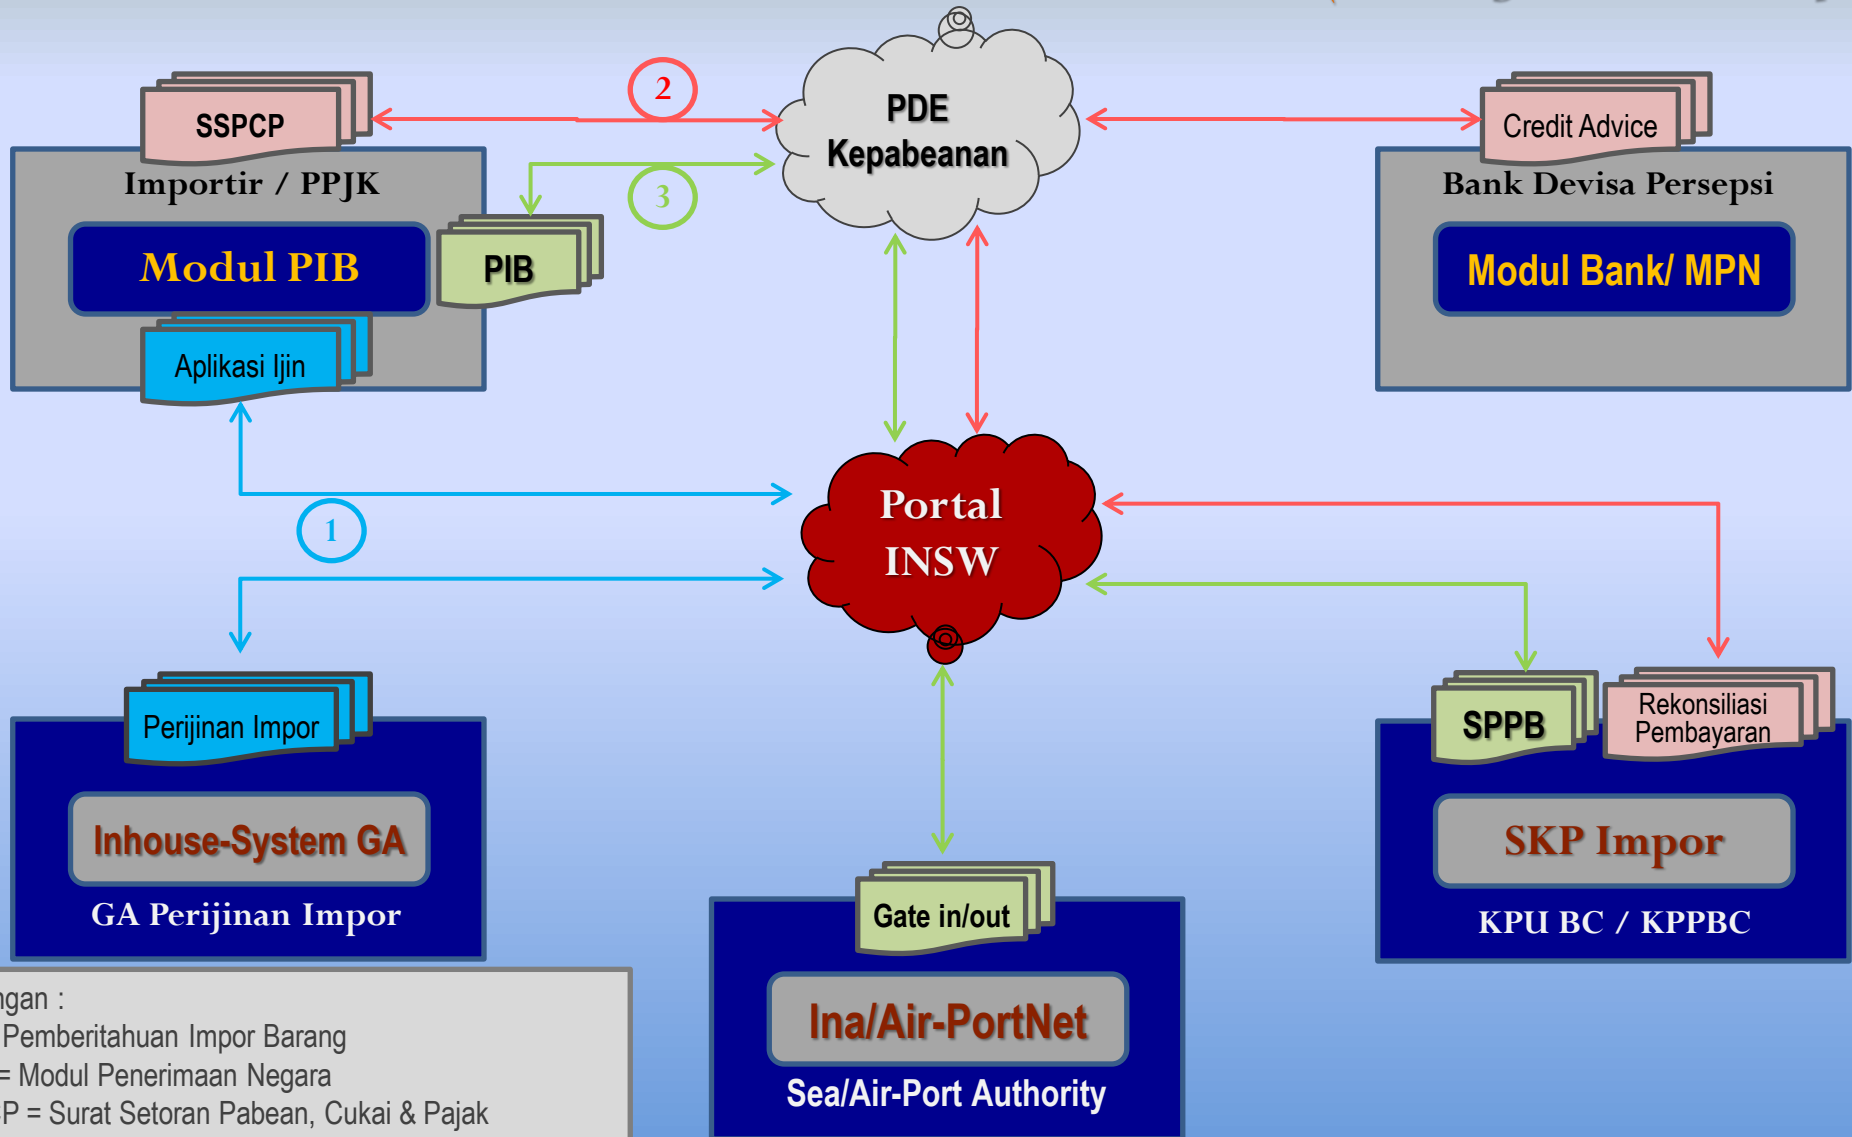 SSPCP
2
PDE
Kepabeanan
Credit Advice
Importir / PPJK
3
Bank Devisa Persepsi
Modul PIB
PIB
Modul Bank/ MPN
Aplikasi Ijin
1
Portal
INSW
Perijinan Impor
SPPB
Rekonsiliasi
Pembayaran
Inhouse-System GA
SKP Impor
GA Perijinan Impor
Gate in/out
KPU BC / KPPBC
Ina/Air-PortNet
Sea/Air-Port Authority
ngan :
Pemberitahuan Impor Barang
= Modul Penerimaan Negara
P = Surat Setoran Pabean, Cukai & Pajak